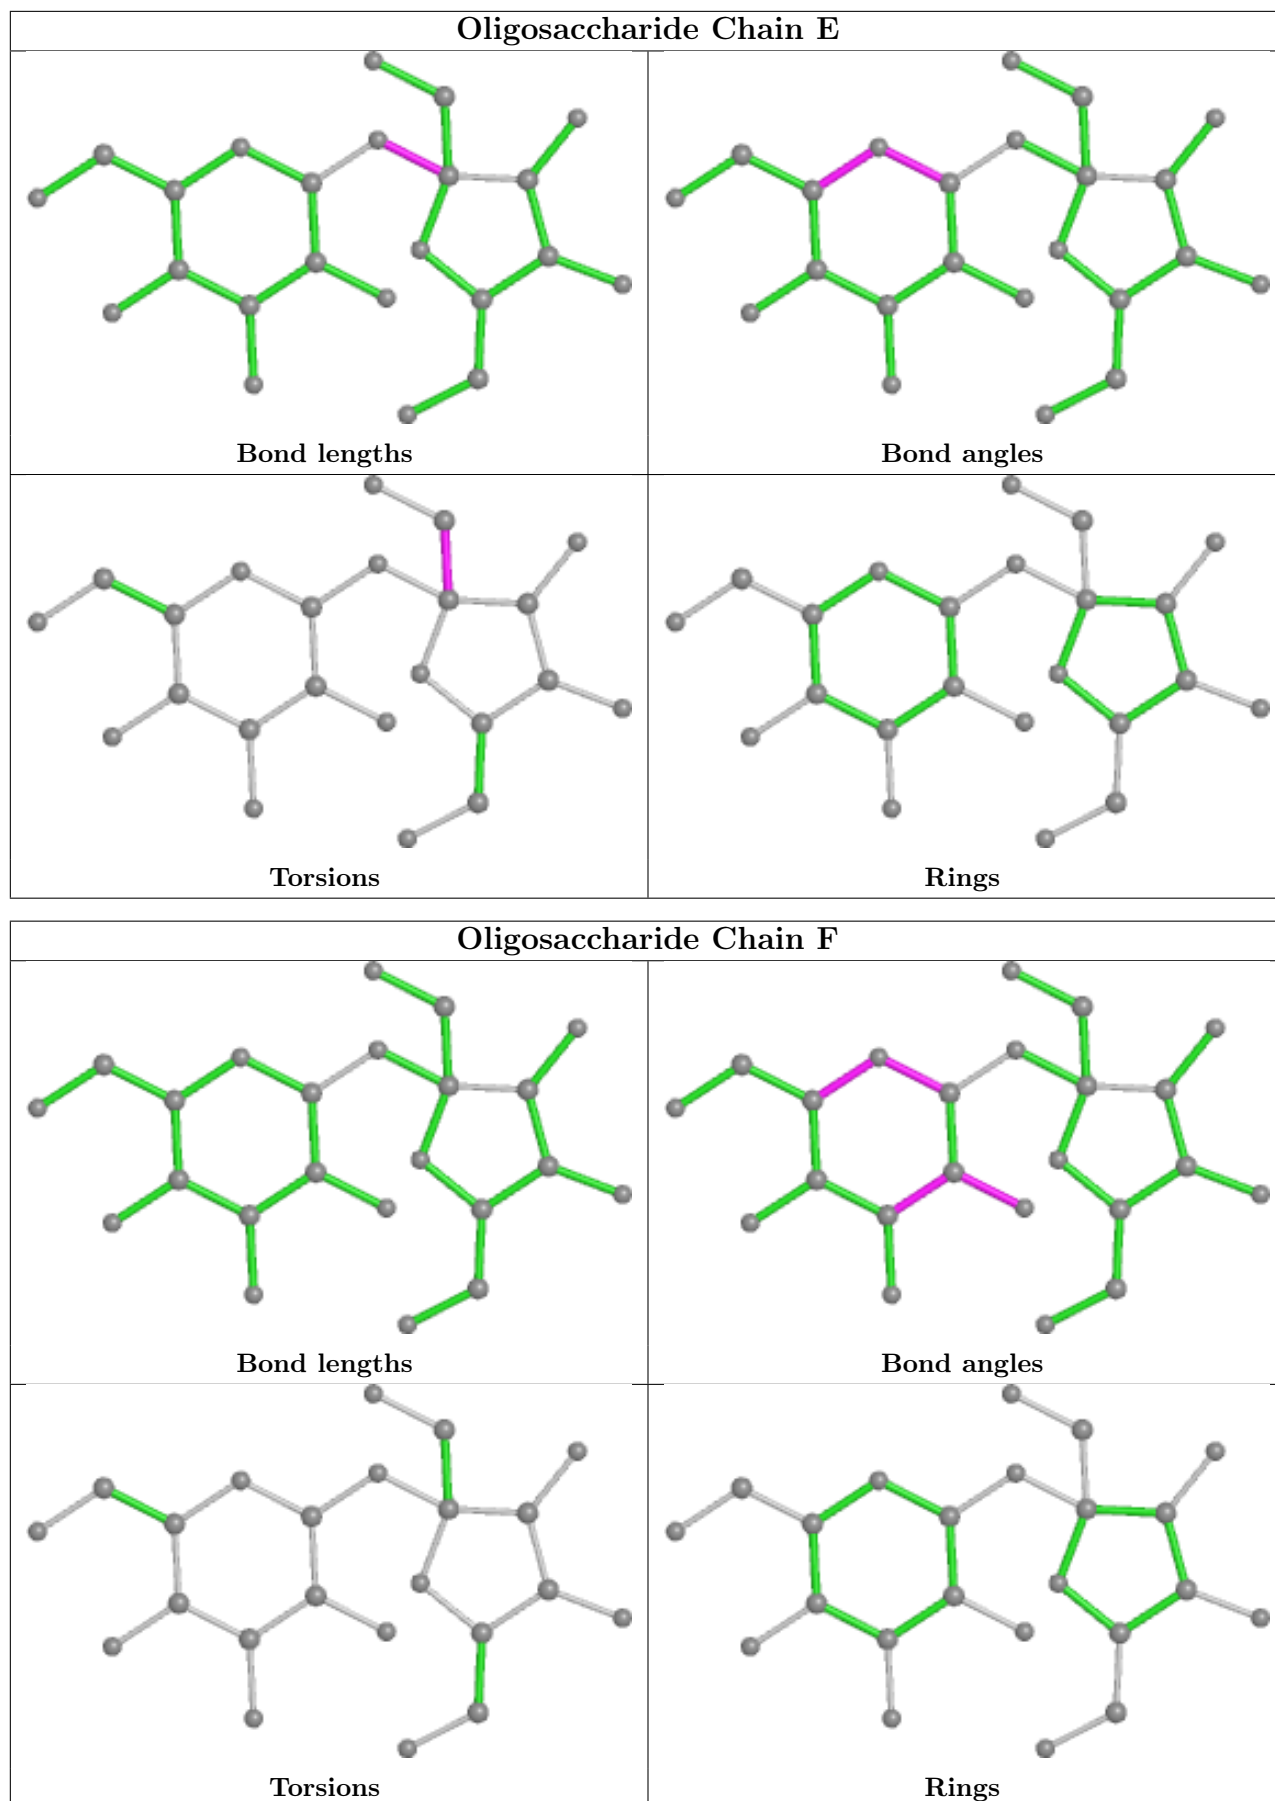 Oligosaccharide Chain E
Bond lengths
Bond angles
Torsions
Rings
Oligosaccharide Chain F
Bond lengths
Bond angles
Torsions
Rings